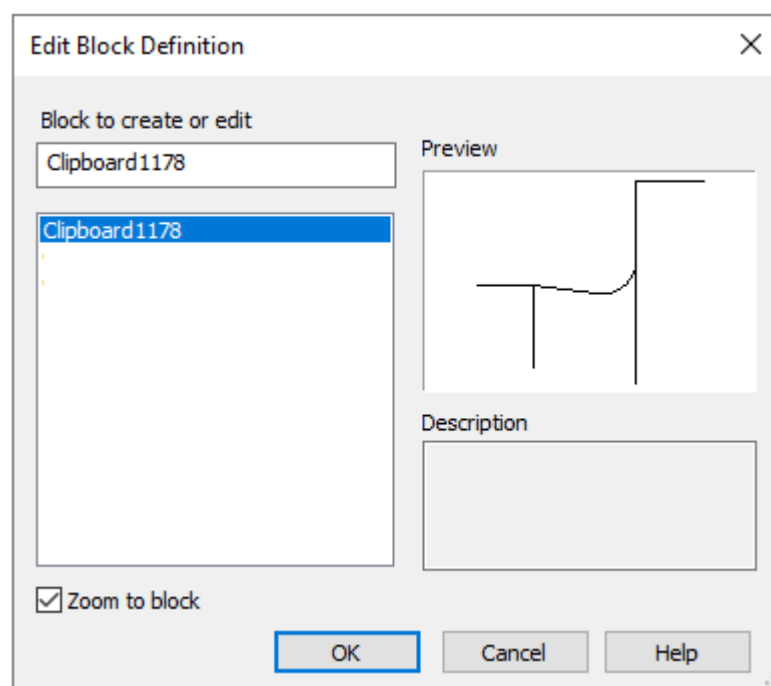 Edit Block Definition
Block to create or edit
Clipboard1178
Clipboard1178
Zoom to block
Preview
Description
OK
Cancel
Help